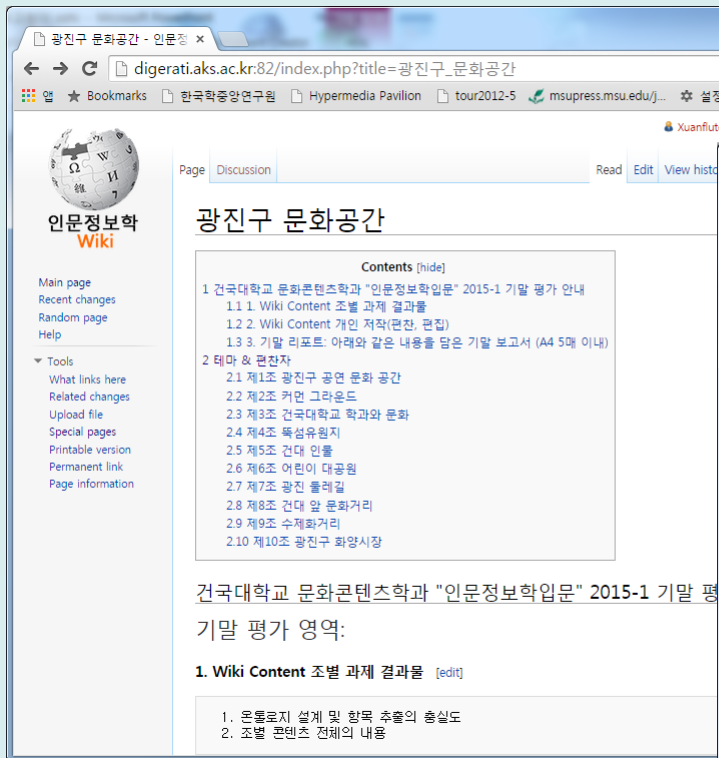 광진구 문화공간 - 인문정
digerati.aks.ac.kr:82/index.php?title=광진구_문화공간
앱 Bookmarks 한국학중앙연구원 Hypermedia Pavilion tour2012-5 msupress.msu.edu/j... 설정
Xuanflut
Page Discussion Read Edit View histo
인문정보학
Wiki
Main page
Recent changes
Random page
Help
Tools
What links here
Related changes
Upload file
Special pages
Printable version
Permanent link
Page information
광진구 문화공간
Contents [hide]
1 건국대학교 문화콘텐츠학과 "인문정보학입문" 2015-1 기말 평가 안내
1.1 1. Wiki Content 조별 과제 결과물
1.2 2. Wiki Content 개인 저작(편찬, 편집)
1.3 3. 기말 리포트: 아래와 같은 내용을 담은 기말 보고서 (A4 5매 이내)
2 테마 & 편찬자
2.1 제1조 광진구 공연 문화 공간
2.2 제2조 커먼 그라운드
2.3 제3조 건국대학교 학과와 문화
2.4 제4조 뚝섬유원지
2.5 제5조 건대 인물
2.6 제6조 어린이 대공원
2.7 제7조 광진 둘레길
2.8 제8조 건대 앞 문화거리
2.9 제9조 수제화거리
2.10 제10조 광진구 화양시장
건국대학교 문화콘텐츠학과 "인문정보학입문" 2015-1 기말 평
기말 평가 영역:
1. Wiki Content 조별 과제 결과물 [edit]
1. 온톨로지 설계 및 항목 추출의 충실도
2. 조별 콘텐츠 전체의 내용